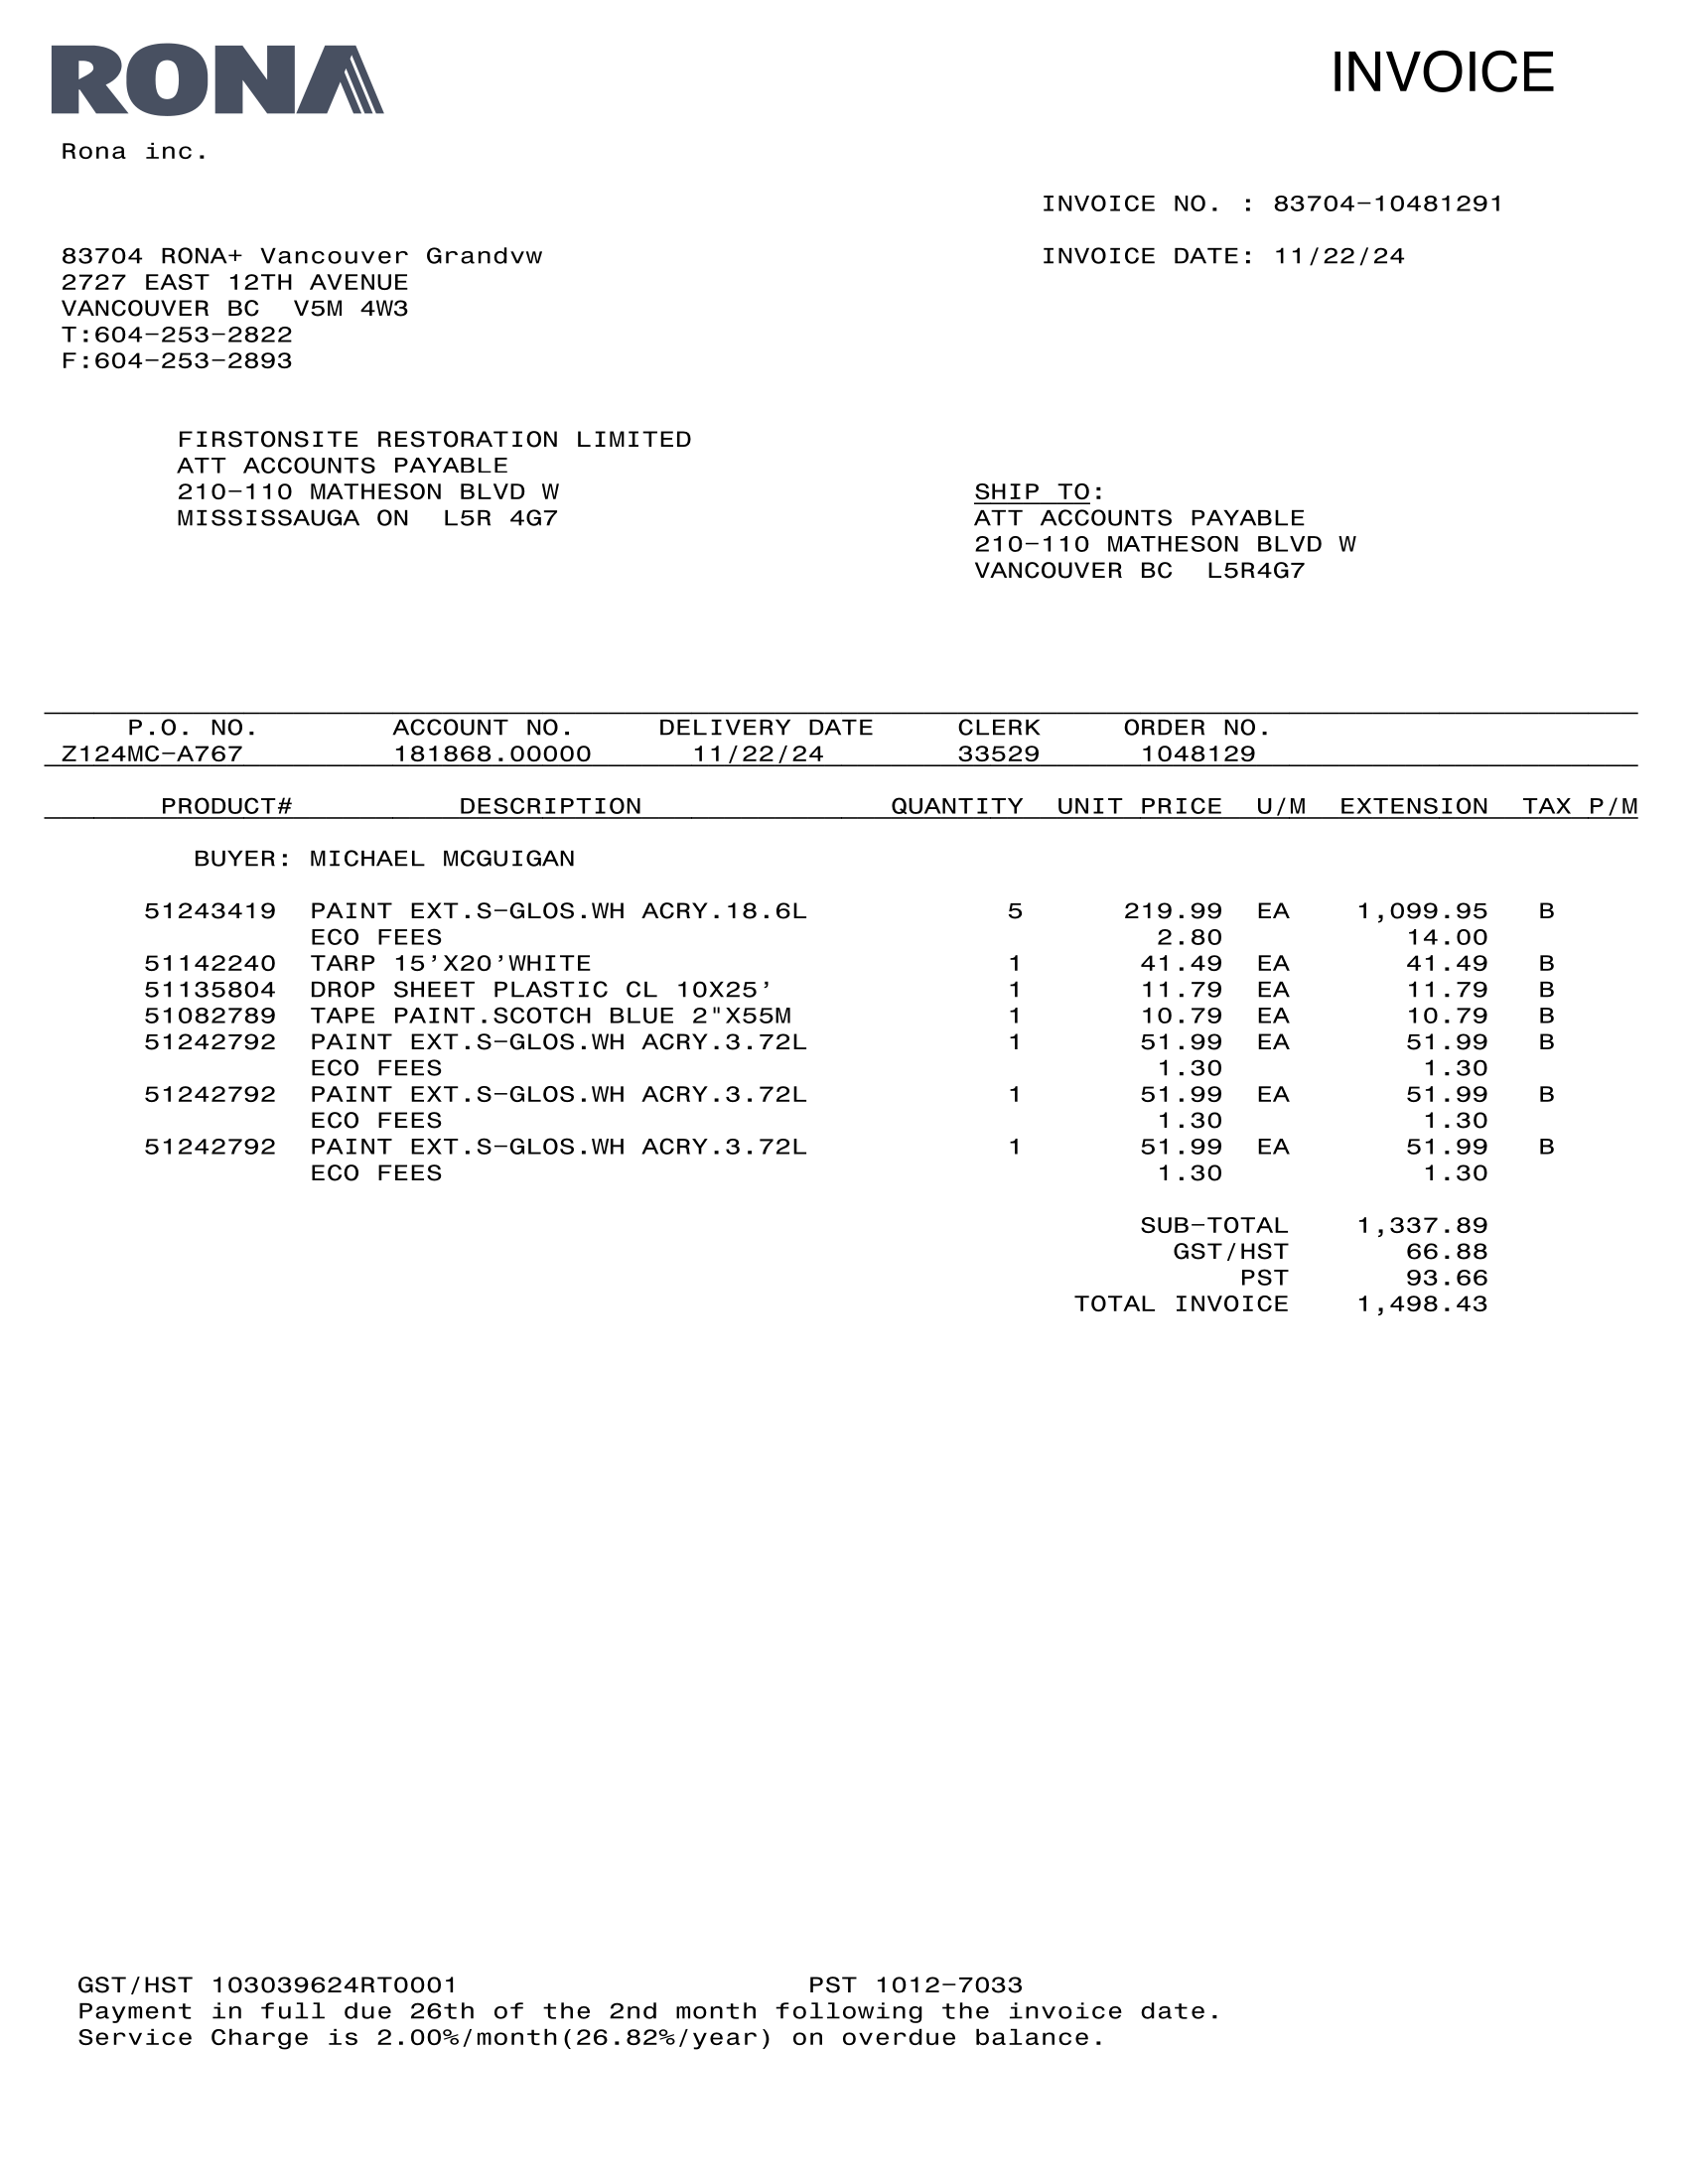 RONA
INVOICE
Rona inc.
INVOICE NO. : 83704-10481291
83704 RONA+ Vancouver Grandvw
INVOICE DATE: 11/22/24
2727 EAST 12TH AVENUE
VANCOUVER BC  V5M 4W3
T:604-253-2822
F:604-253-2893
FIRSTONSITE RESTORATION LIMITED
ATT ACCOUNTS PAYABLE
210-110 MATHESON BLVD W
MISSISSAUGA ON  L5R 4G7
SHIP TO:
ATT ACCOUNTS PAYABLE
210-110 MATHESON BLVD W
VANCOUVER BC  L5R4G7
P.O. NO. ACCOUNT NO. DELIVERY DATE CLERK ORDER NO.
Z124MC-A767 181868.00000 11/22/24 33529 1048129
PRODUCT# DESCRIPTION QUANTITY UNIT PRICE U/M EXTENSION TAX P/M
BUYER: MICHAEL MCGUIGAN
51243419 PAINT EXT.S-GLOS.WH ACRY.18.6L 5 219.99 EA 1,099.95 B
ECO FEES 2.80 14.00
51142240 TARP 15'X20'WHITE 1 41.49 EA 41.49 B
51135804 DROP SHEET PLASTIC CL 10X25' 1 11.79 EA 11.79 B
51082789 TAPE PAINT.SCOTCH BLUE 2"X55M 1 10.79 EA 10.79 B
51242792 PAINT EXT.S-GLOS.WH ACRY.3.72L 1 51.99 EA 51.99 B
ECO FEES 1.30 1.30
51242792 PAINT EXT.S-GLOS.WH ACRY.3.72L 1 51.99 EA 51.99 B
ECO FEES 1.30 1.30
51242792 PAINT EXT.S-GLOS.WH ACRY.3.72L 1 51.99 EA 51.99 B
ECO FEES 1.30 1.30
SUB-TOTAL 1,337.89
GST/HST 66.88
PST 93.66
TOTAL INVOICE 1,498.43
GST/HST 103039624RT0001 PST 1012-7033
Payment in full due 26th of the 2nd month following the invoice date.
Service Charge is 2.00%/month(26.82%/year) on overdue balance.